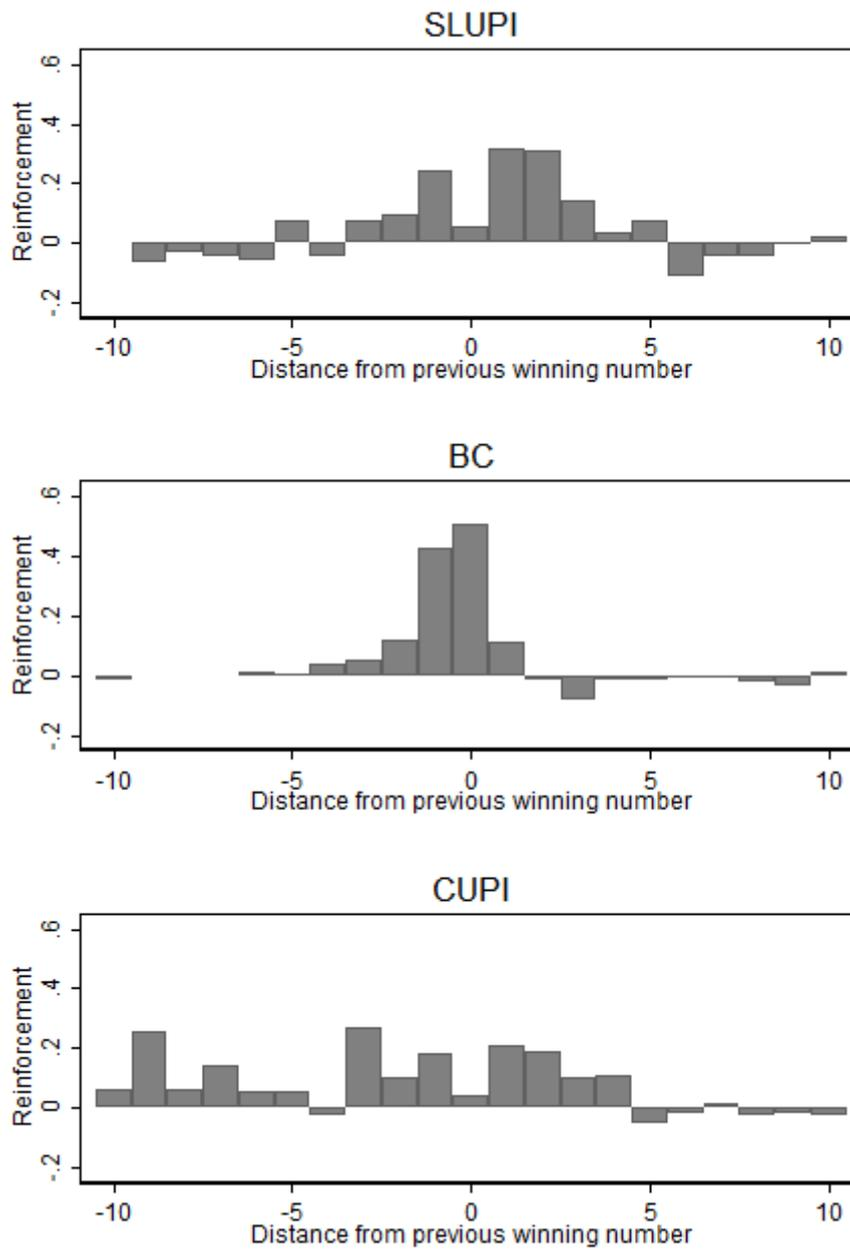 SLUPI
Reinforcement
.6
.4
.2
0
-.2
-10 -5 0 5 10
Distance from previous winning number
BC
Reinforcement
.6
.4
.2
0
-.2
-10 -5 0 5 10
Distance from previous winning number
CUPI
Reinforcement
.6
.4
.2
0
-.2
-10 -5 0 5 10
Distance from previous winning number